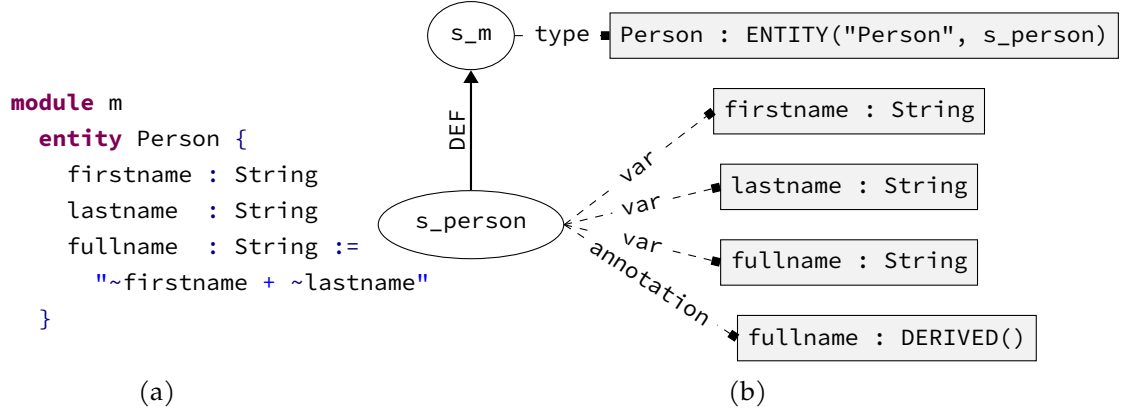 module m
entity Person {
firstname : String
lastname  : String
fullname  : String :=
"~firstname + ~lastname"
}
(a)
s_m
type
Person : ENTITY("Person", s_person)
DEF
s_person
var
firstname : String
var
lastname : String
var
fullname : String
annotation
fullname : DERIVED()
(b)